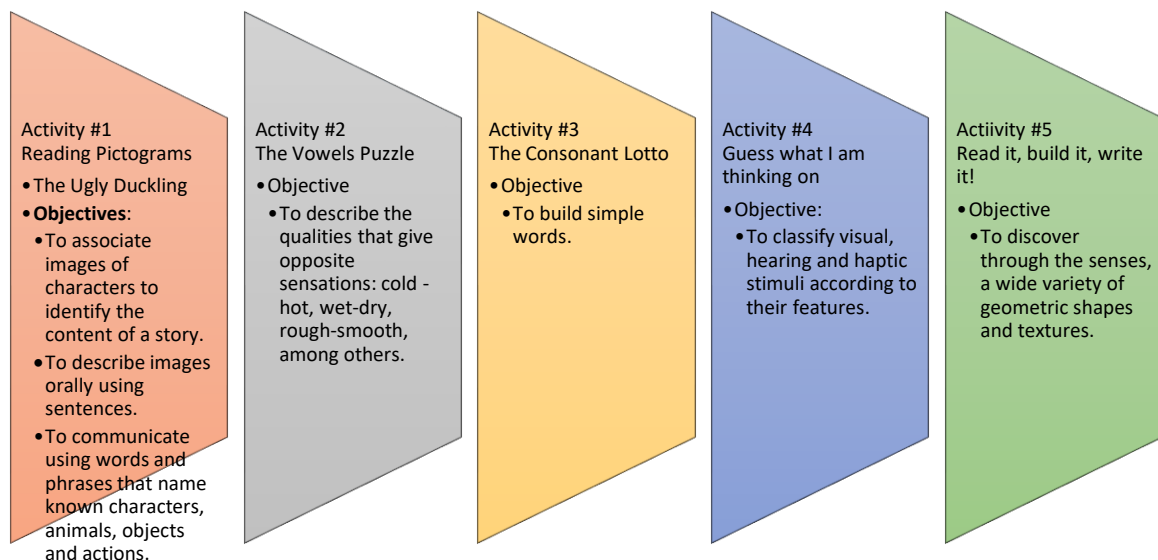 Activity #1
Reading Pictograms
•The Ugly Duckling
•Objectives:
•To associate
images of
characters to
identify the
content of a story.
•To describe images
orally using
sentences.
•To communicate
using words and
phrases that name
known characters,
animals, objects
and actions.
Activity #2
The Vowels Puzzle
•Objective
•To describe the
qualities that give
opposite
sensations: cold -
hot, wet-dry,
rough-smooth,
among others.
Activity #3
The Consonant Lotto
•Objective
•To build simple
words.
Activity #4
Guess what I am
thinking on
•Objective:
•To classify visual,
hearing and haptic
stimuli according to
their features.
Actiivity #5
Read it, build it, write
it!
•Objective
•To discover
through the senses,
a wide variety of
geometric shapes
and textures.